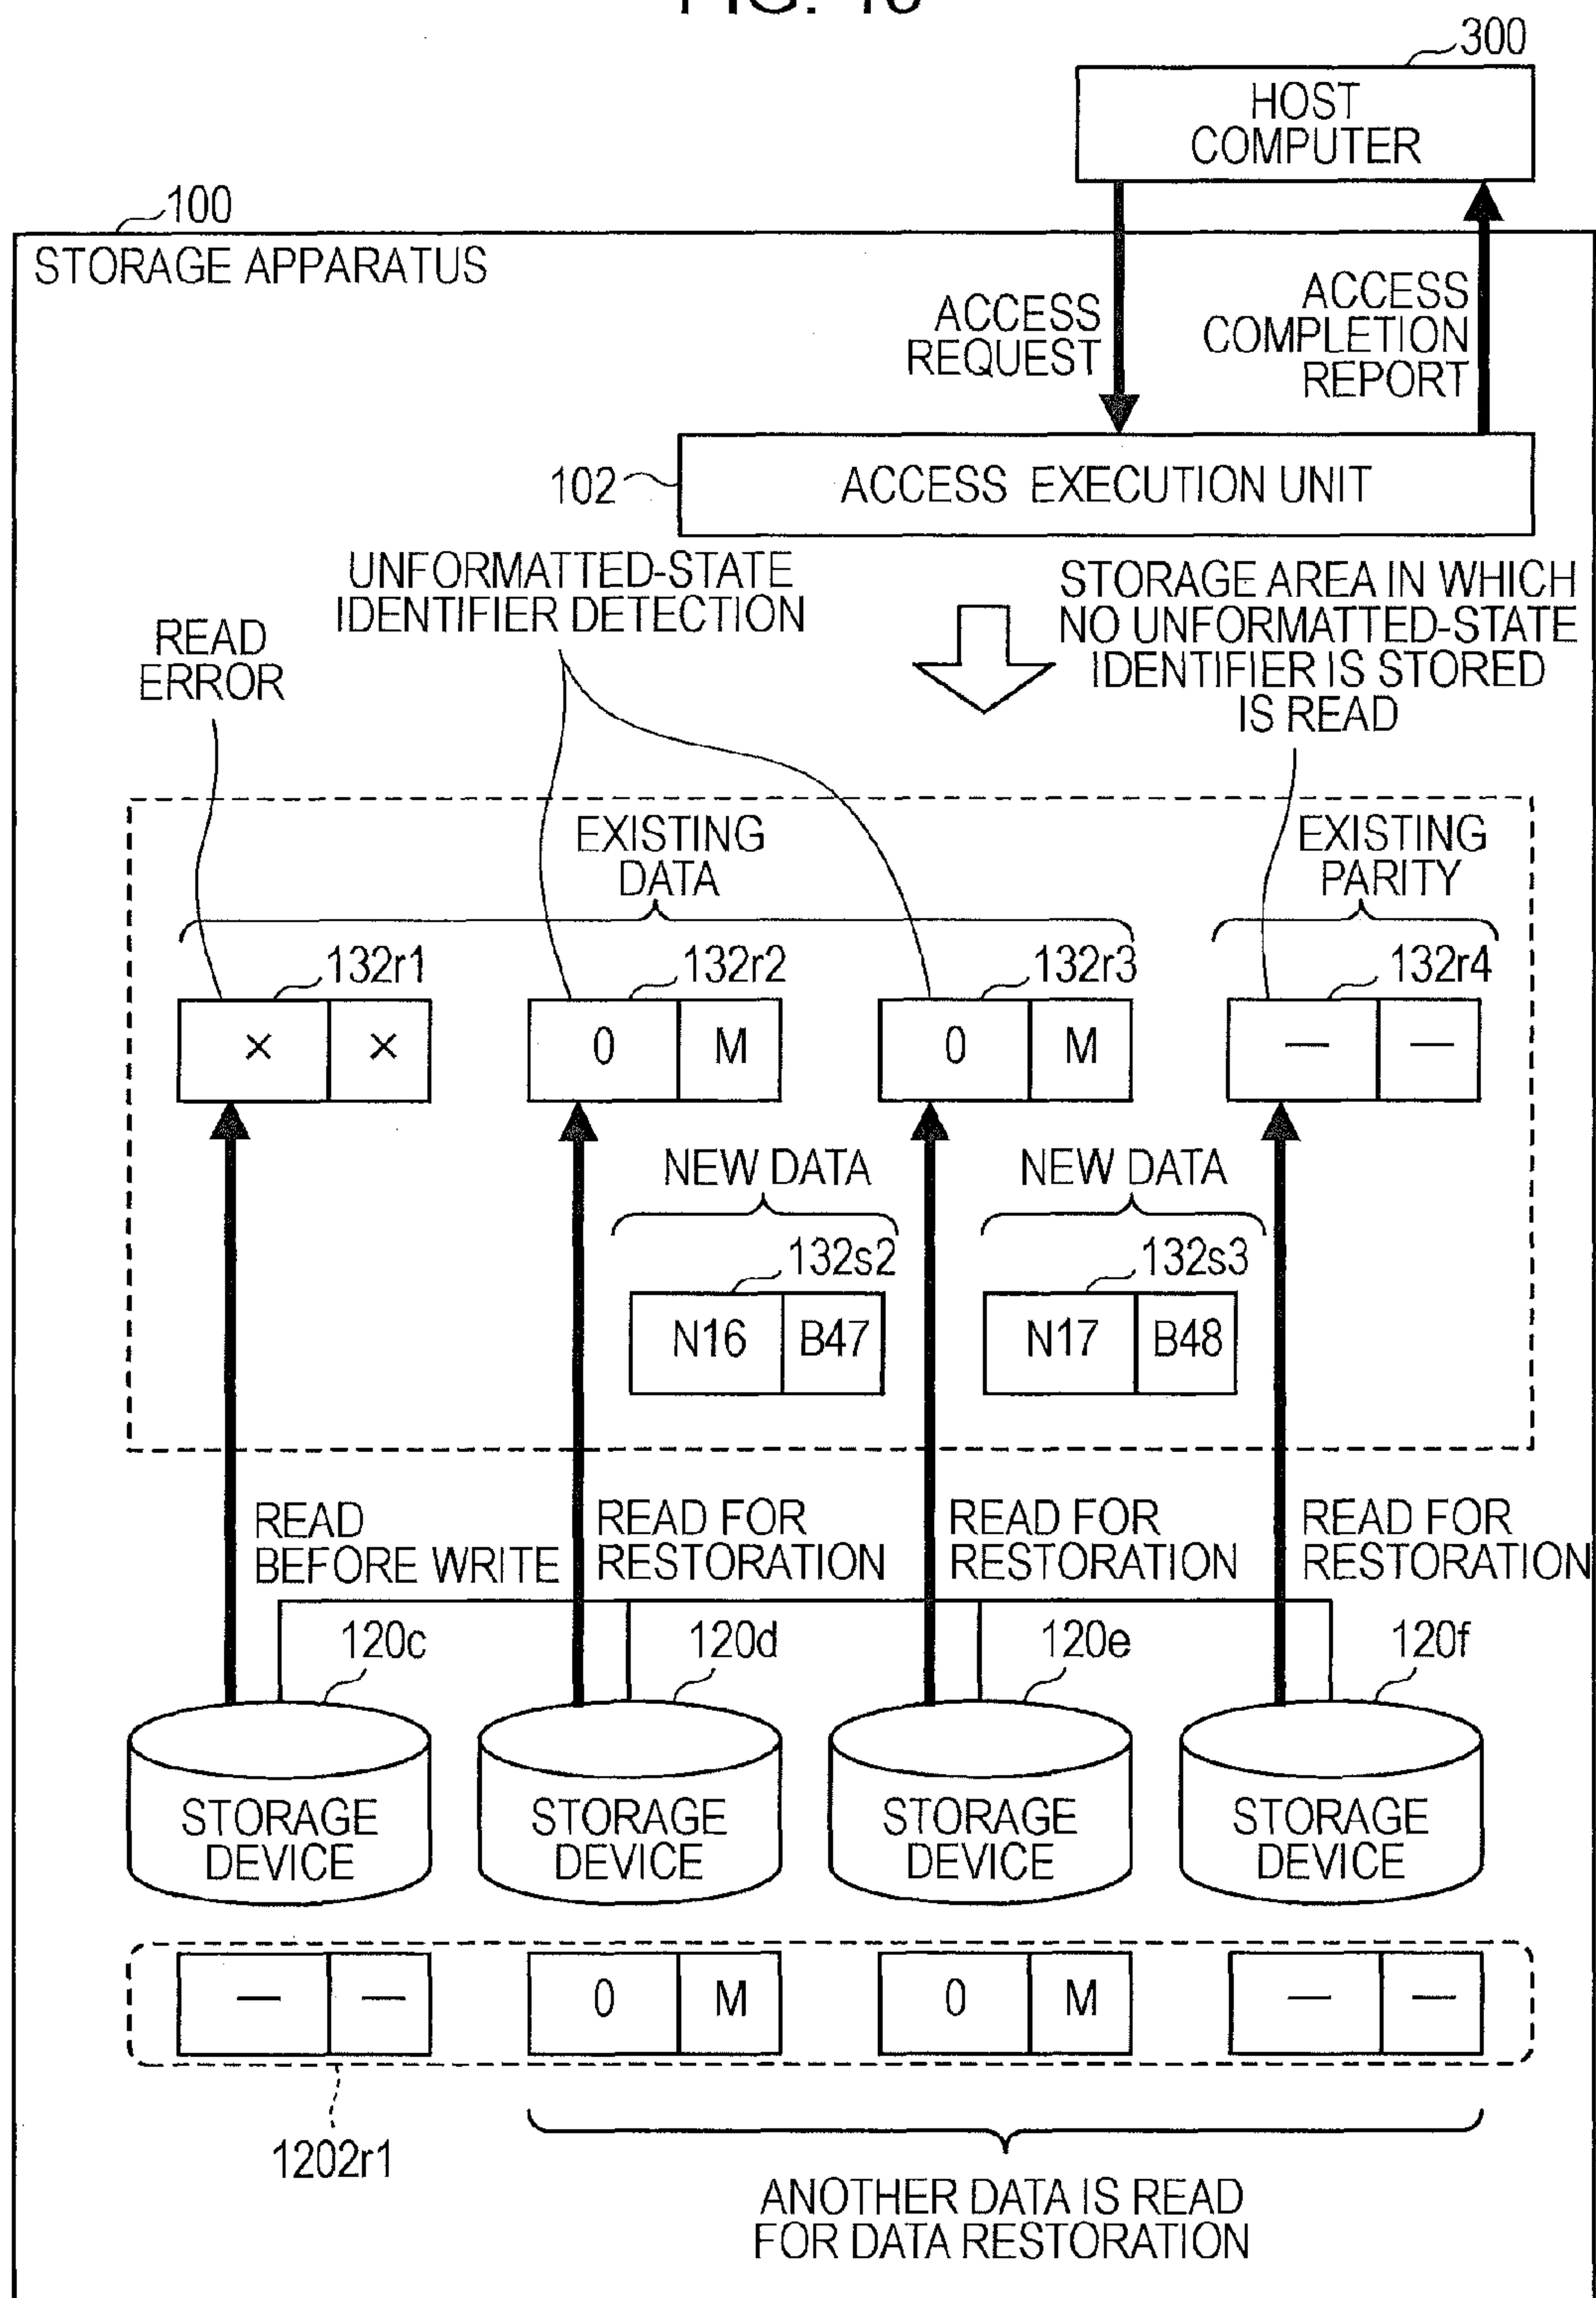 300
HOST
COMPUTER
100
STORAGE APPARATUS
ACCESS
REQUEST
ACCESS
COMPLETION
REPORT
102
ACCESS EXECUTION UNIT
UNFORMATTED-STATE
IDENTIFIER DETECTION
STORAGE AREA IN WHICH
NO UNFORMATTED-STATE
IDENTIFIER IS STORED
IS READ
READ
ERROR
EXISTING
DATA
EXISTING
PARITY
132r1
132r2
132r3
132r4
× ×
0 M
0 M
— —
NEW DATA
NEW DATA
132s2
132s3
N16 B47
N17 B48
READ
BEFORE WRITE
READ FOR
RESTORATION
READ FOR
RESTORATION
READ FOR
RESTORATION
120c
120d
120e
120f
STORAGE
DEVICE
STORAGE
DEVICE
STORAGE
DEVICE
STORAGE
DEVICE
— —
0 M
0 M
— —
1202r1
ANOTHER DATA IS READ
FOR DATA RESTORATION